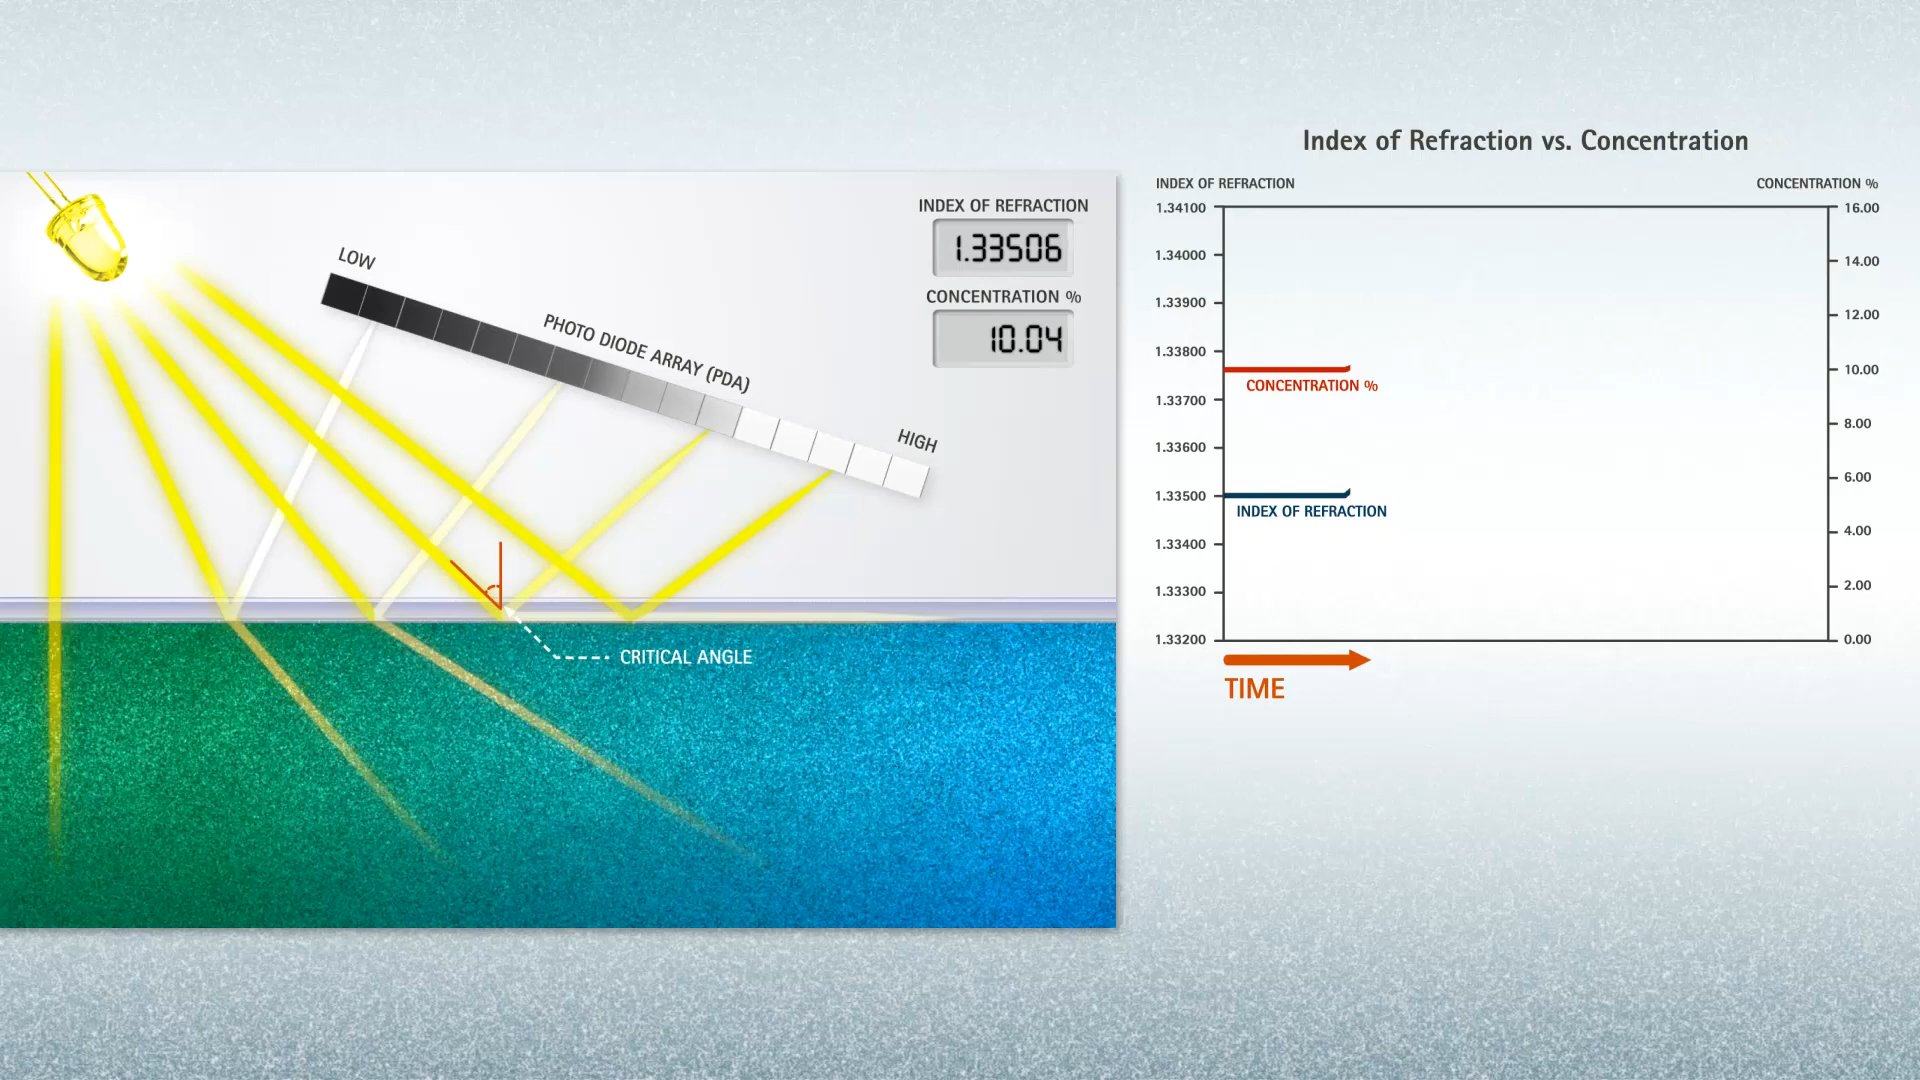 LOW
PHOTO DIODE ARRAY (PDA)
HIGH
INDEX OF REFRACTION
1.33506
CONCENTRATION %
10.04
CRITICAL ANGLE
Index of Refraction vs. Concentration
INDEX OF REFRACTION
1.34100
1.34000
1.33900
1.33800
1.33700
1.33600
1.33500
1.33400
1.33300
1.33200
CONCENTRATION %
INDEX OF REFRACTION
CONCENTRATION %
16.00
14.00
12.00
10.00
8.00
6.00
4.00
2.00
0.00
TIME